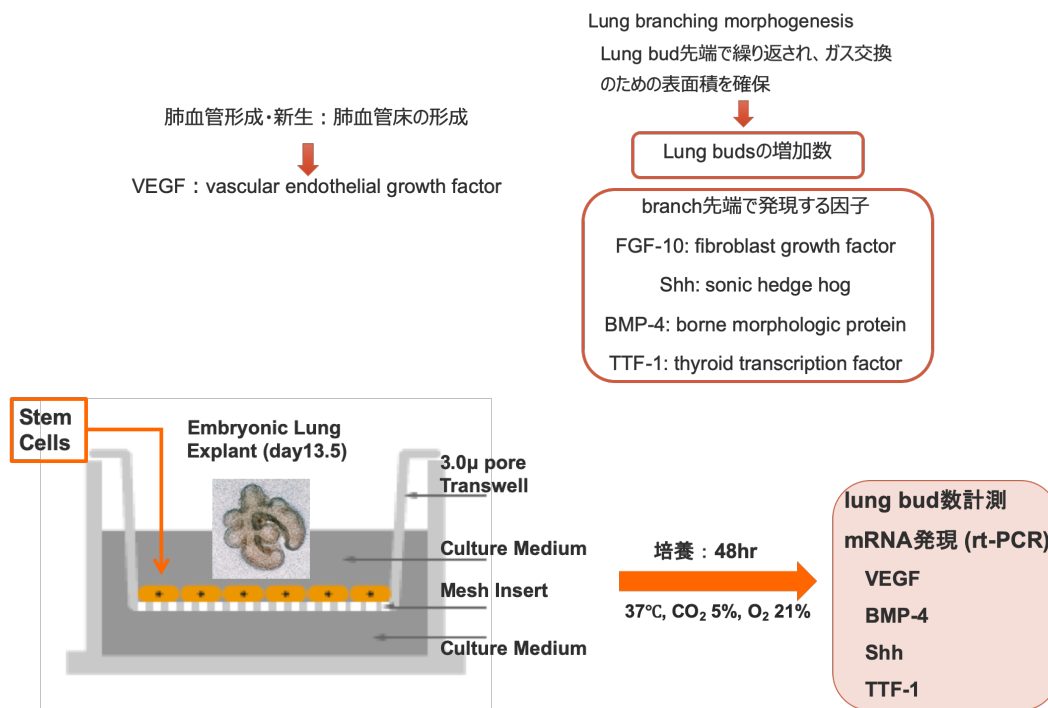 Lung branching morphogenesis
Lung bud先端で繰り返され、ガス交換
のための表面積を確保
肺血管形成・新生：肺血管床の形成
VEGF：vascular endothelial growth factor
Lung budsの増加数
branch先端で発現する因子
FGF-10: fibroblast growth factor
Shh: sonic hedge hog
BMP-4: borne morphologic protein
TTF-1: thyroid transcription factor
Stem
Cells
Embryonic Lung
Explant (day13.5)
3.0μ pore
Transwell
Culture Medium
Mesh Insert
Culture Medium
培養：48hr
37℃, CO₂ 5%, O₂ 21%
lung bud数計測
mRNA発現 (rt-PCR)
VEGF
BMP-4
Shh
TTF-1